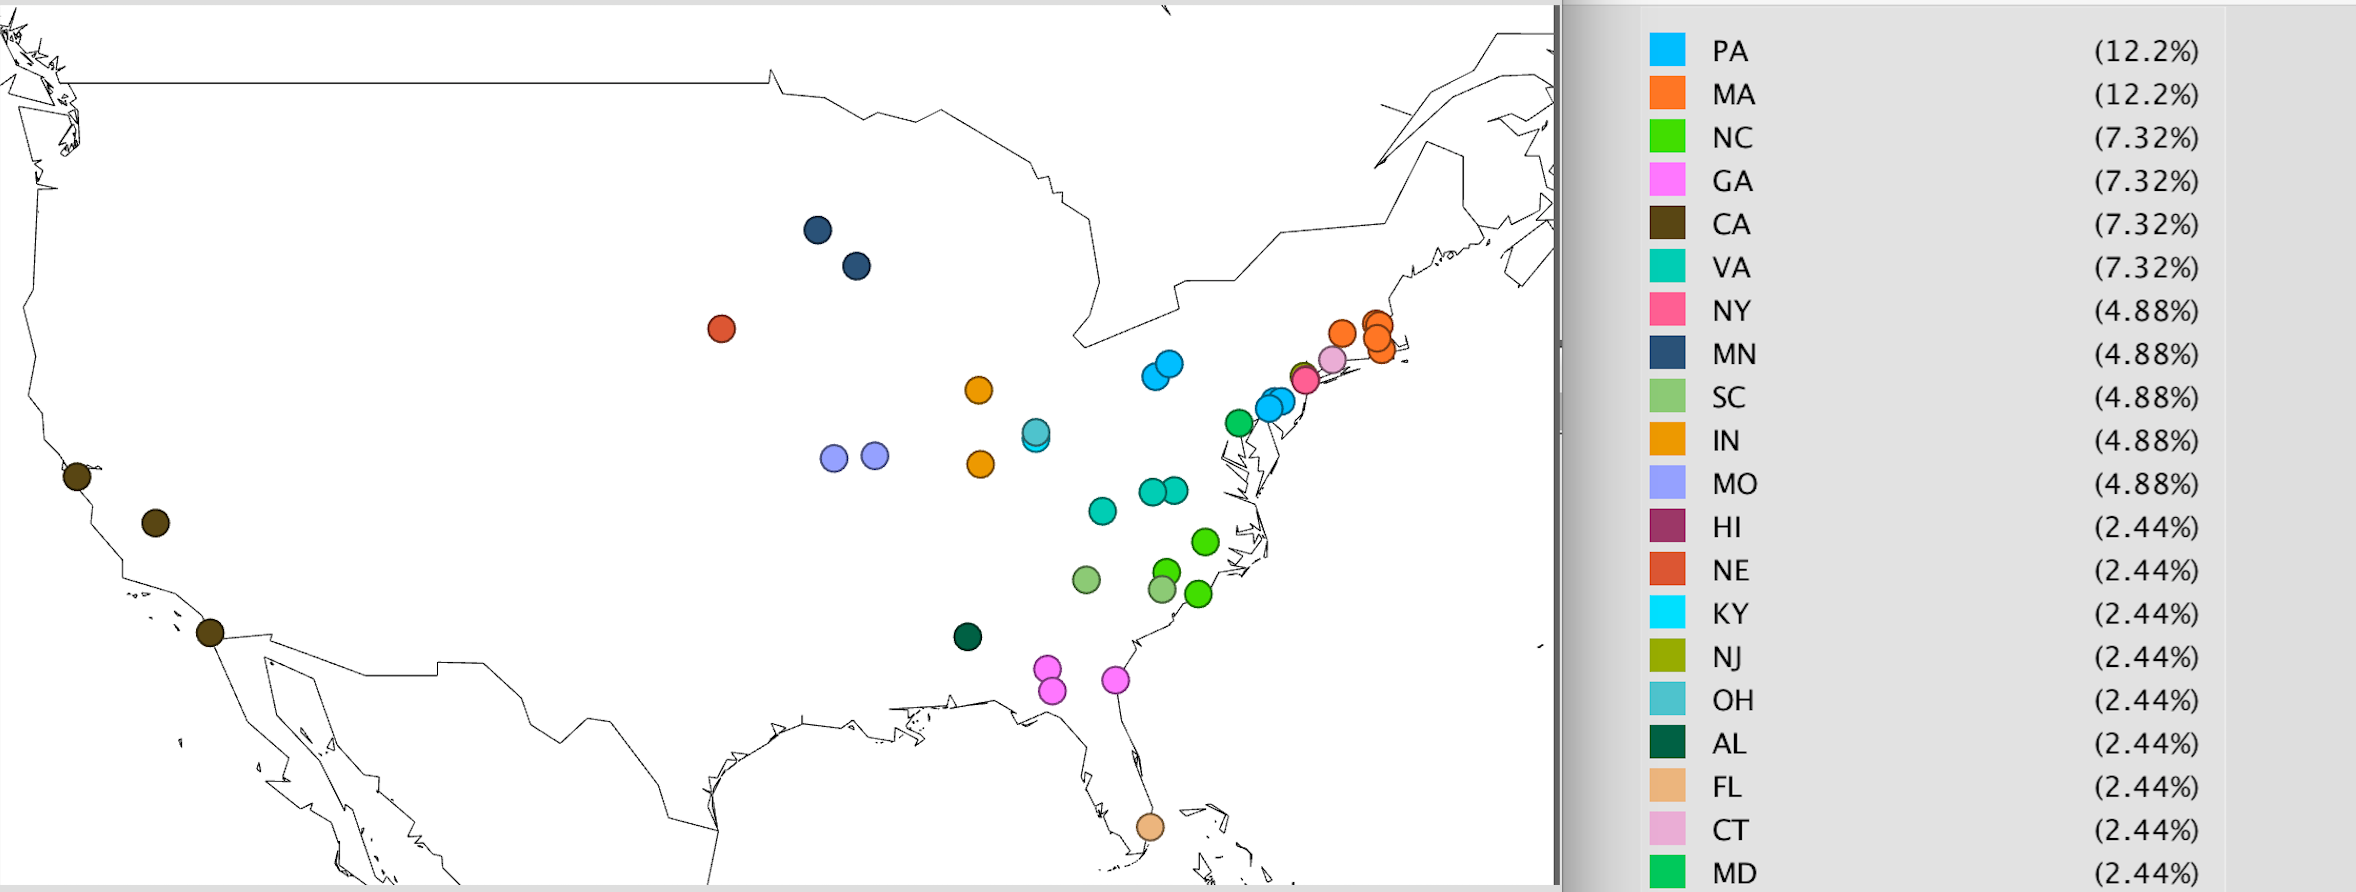 PA (12.2%)
MA (12.2%)
NC (7.32%)
GA (7.32%)
CA (7.32%)
VA (7.32%)
NY (4.88%)
MN (4.88%)
SC (4.88%)
IN (4.88%)
MO (4.88%)
HI (2.44%)
NE (2.44%)
KY (2.44%)
NJ (2.44%)
OH (2.44%)
AL (2.44%)
FL (2.44%)
CT (2.44%)
MD (2.44%)